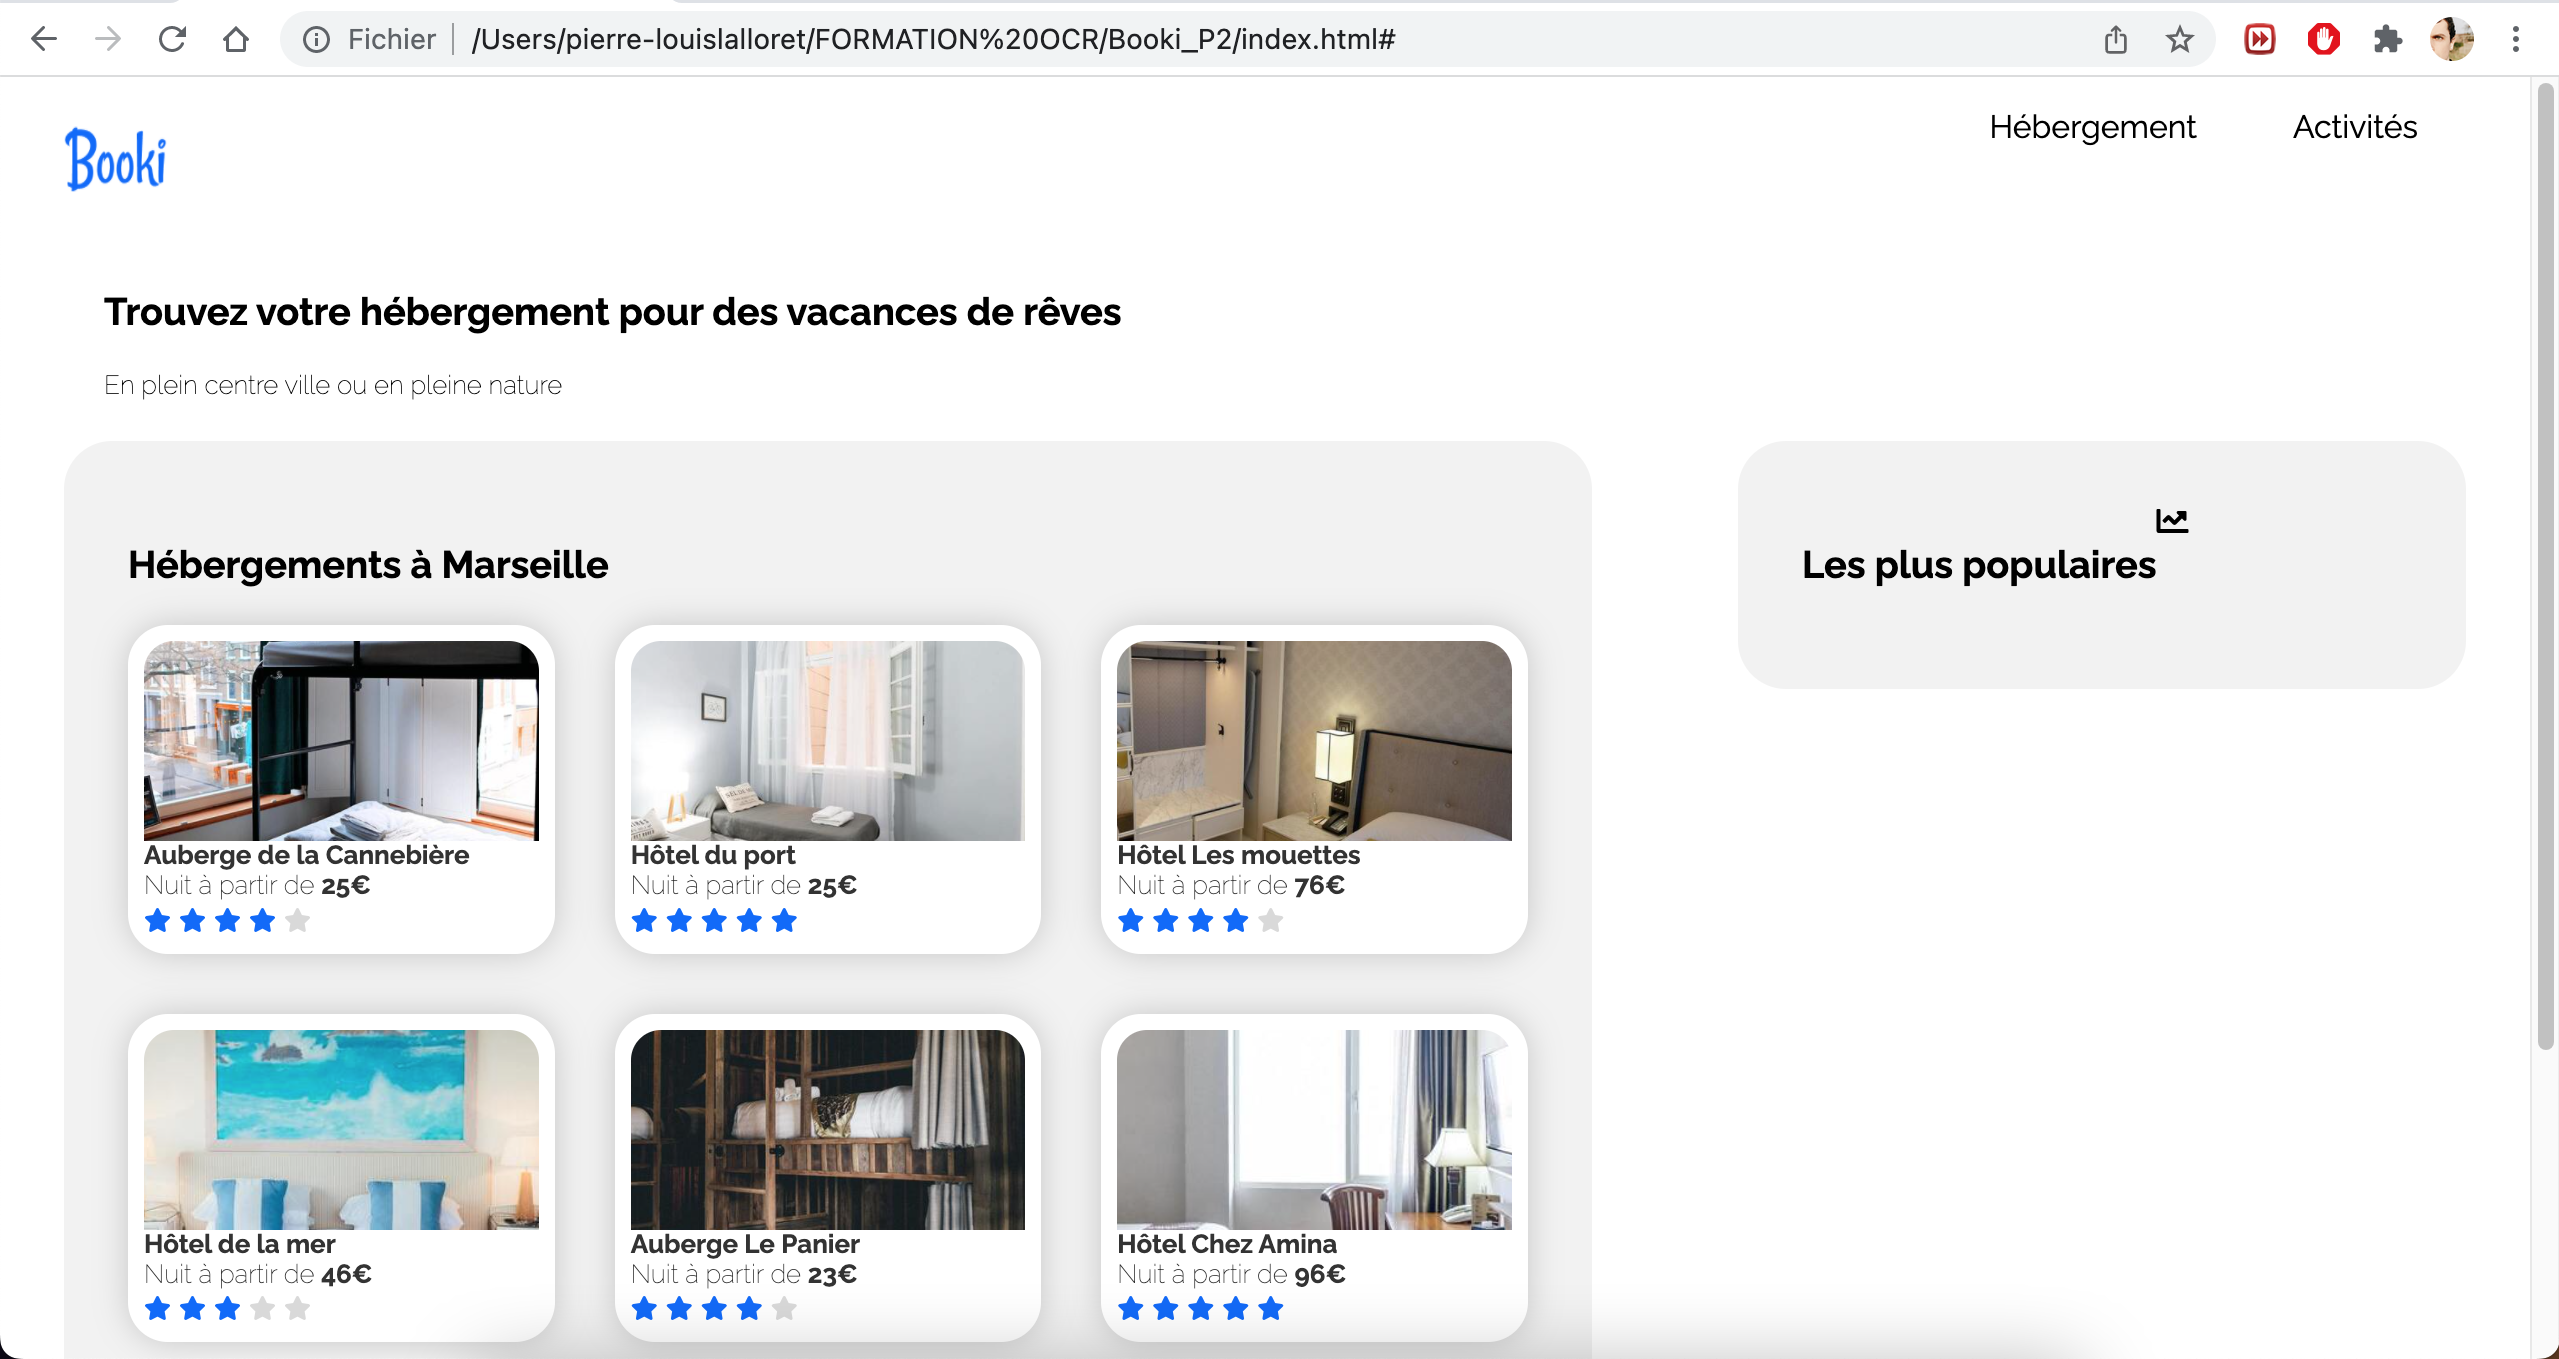 Fichier /Users/pierre-louislalloret/FORMATION%20OCR/Booki_P2/index.html#
Booki
Hébergement Activités
Trouvez votre hébergement pour des vacances de rêves
En plein centre ville ou en pleine nature
Hébergements à Marseille
Auberge de la Cannebière
Nuit à partir de 25€
Hôtel du port
Nuit à partir de 25€
Hôtel Les mouettes
Nuit à partir de 76€
Hôtel de la mer
Nuit à partir de 46€
Auberge Le Panier
Nuit à partir de 23€
Hôtel Chez Amina
Nuit à partir de 96€
Les plus populaires